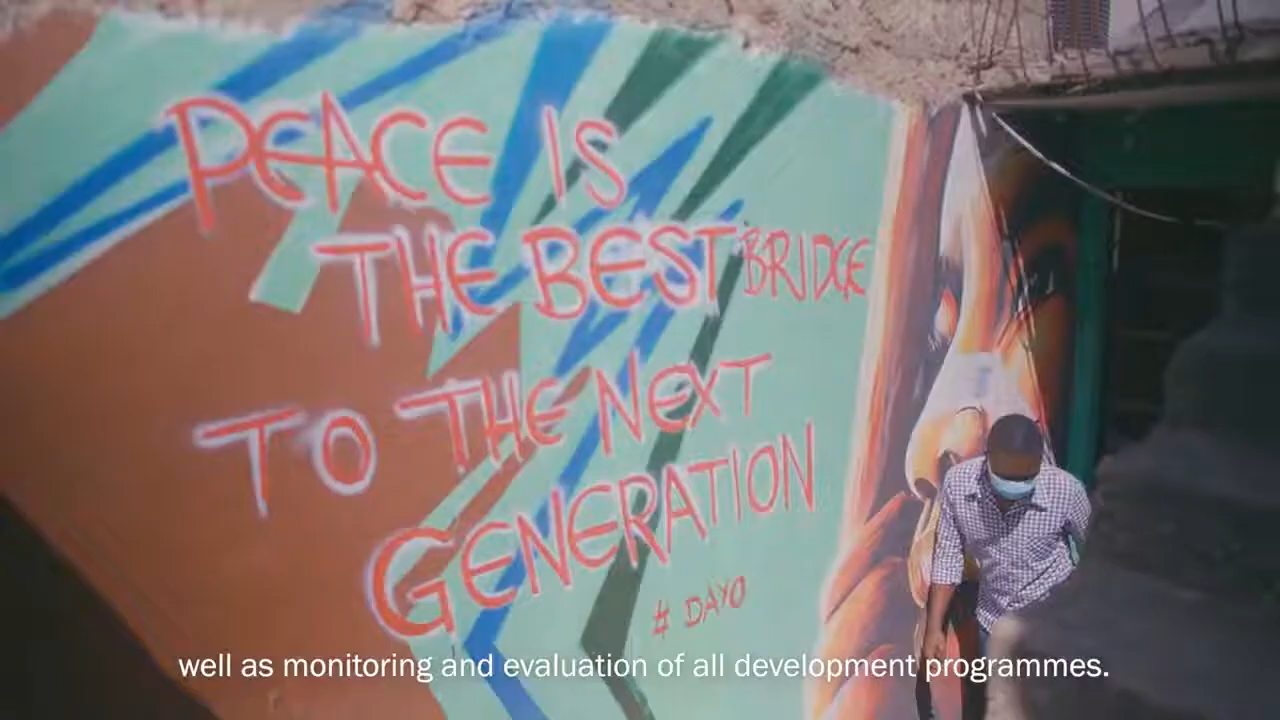 PEACE IS
THE BEST BRIDGE
TO THE NEXT
GENERATION
# DAYO
well as monitoring and evaluation of all development programmes.